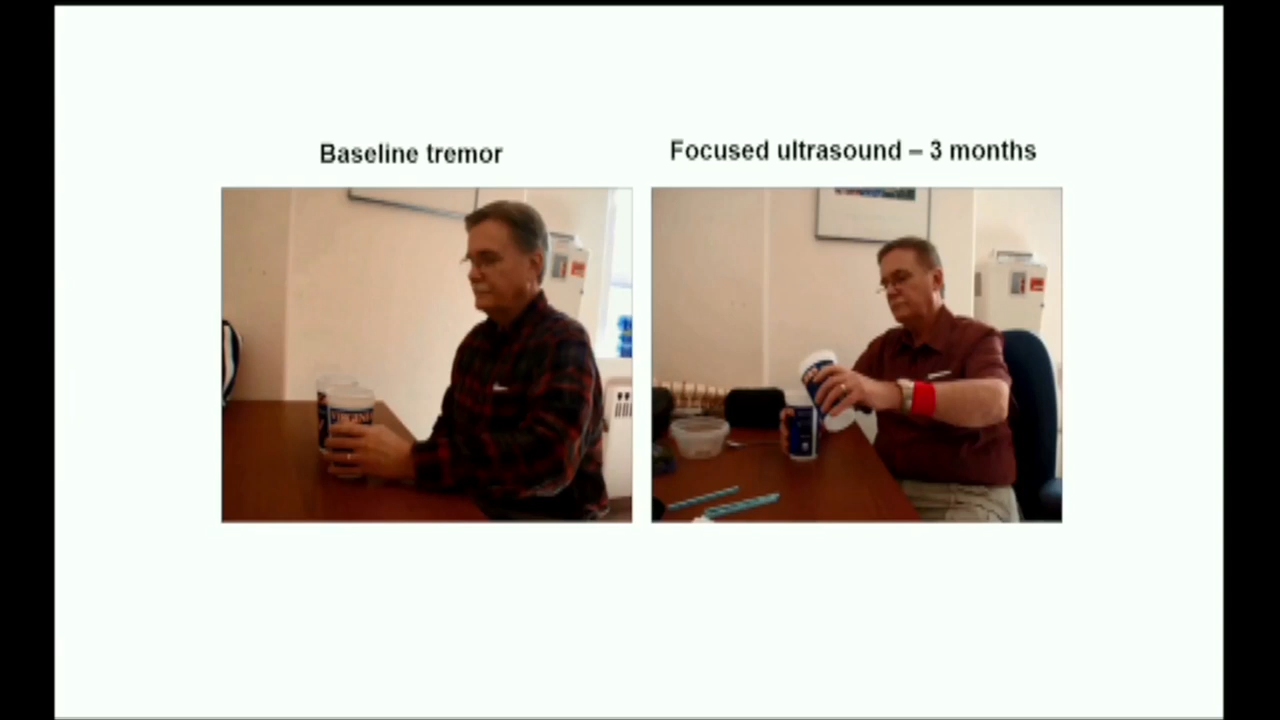 Baseline tremor
Focused ultrasound – 3 months